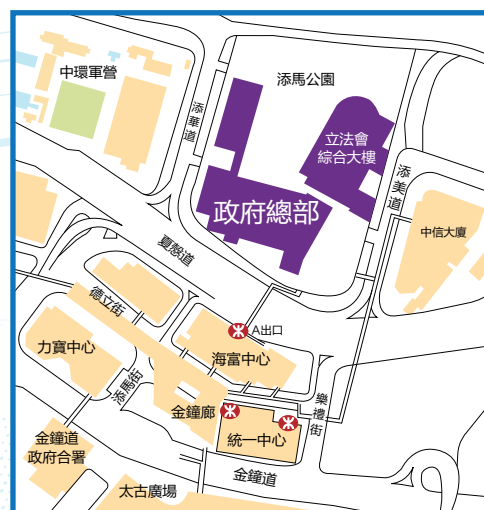 中環軍營
添馬公園
添華道
立法會
綜合大樓
添美道
政府總部
中信大廈
夏慤道
德立街
A出口
力寶中心
海富中心
添馬街
樂禮街
金鐘廊
統一中心
金鐘道
政府合署
金鐘道
太古廣場